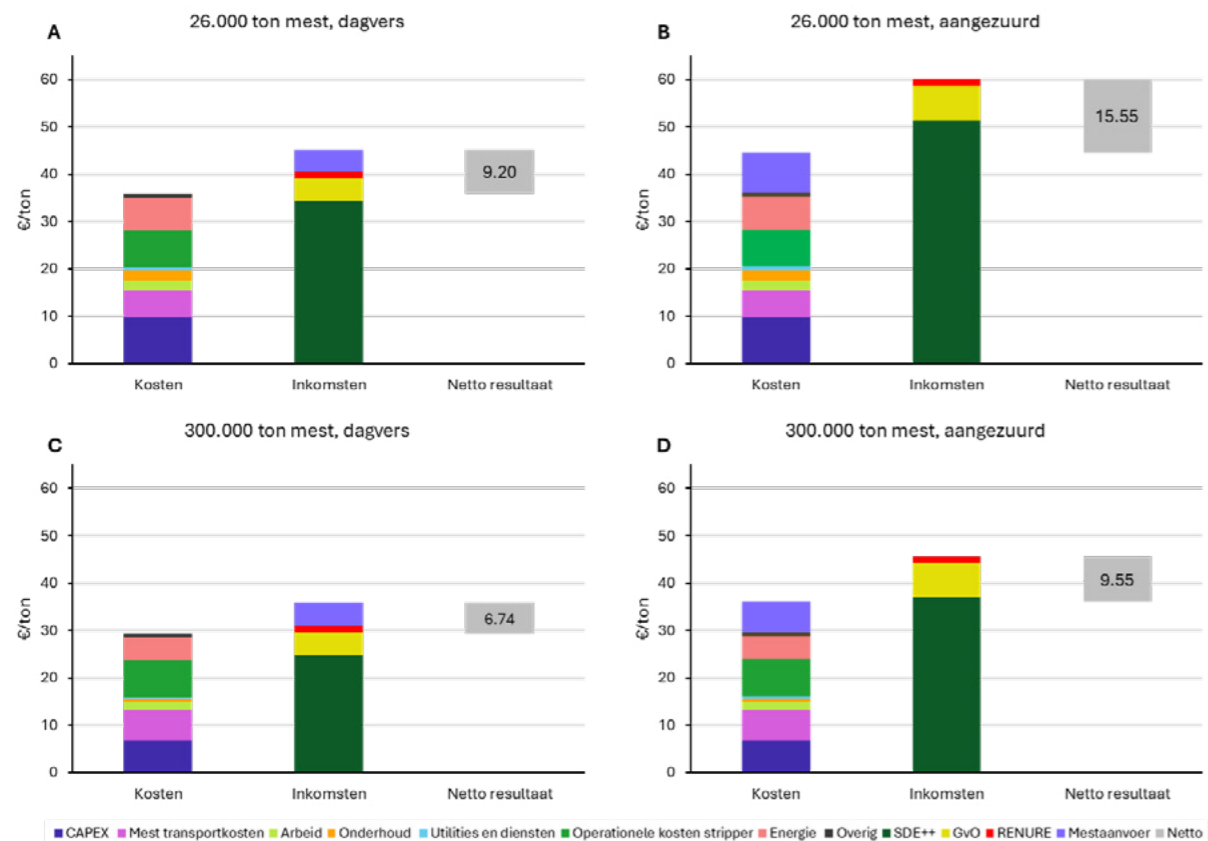 A
26.000 ton mest, dagvers
60
50
40
30
20
10
0
€/ton
9.20
Kosten Inkomsten Netto resultaat
B
26.000 ton mest, aangezuurd
60
50
40
30
20
10
0
€/ton
15.55
Kosten Inkomsten Netto resultaat
C
300.000 ton mest, dagvers
60
50
40
30
20
10
0
€/ton
6.74
Kosten Inkomsten Netto resultaat
D
300.000 ton mest, aangezuurd
60
50
40
30
20
10
0
€/ton
9.55
Kosten Inkomsten Netto resultaat
CAPEX Mest transportkosten Arbeid Onderhoud Utilities en diensten Operationele kosten stripper Energie Overig SDE++ GvO RENURE Mestaanvoer Netto